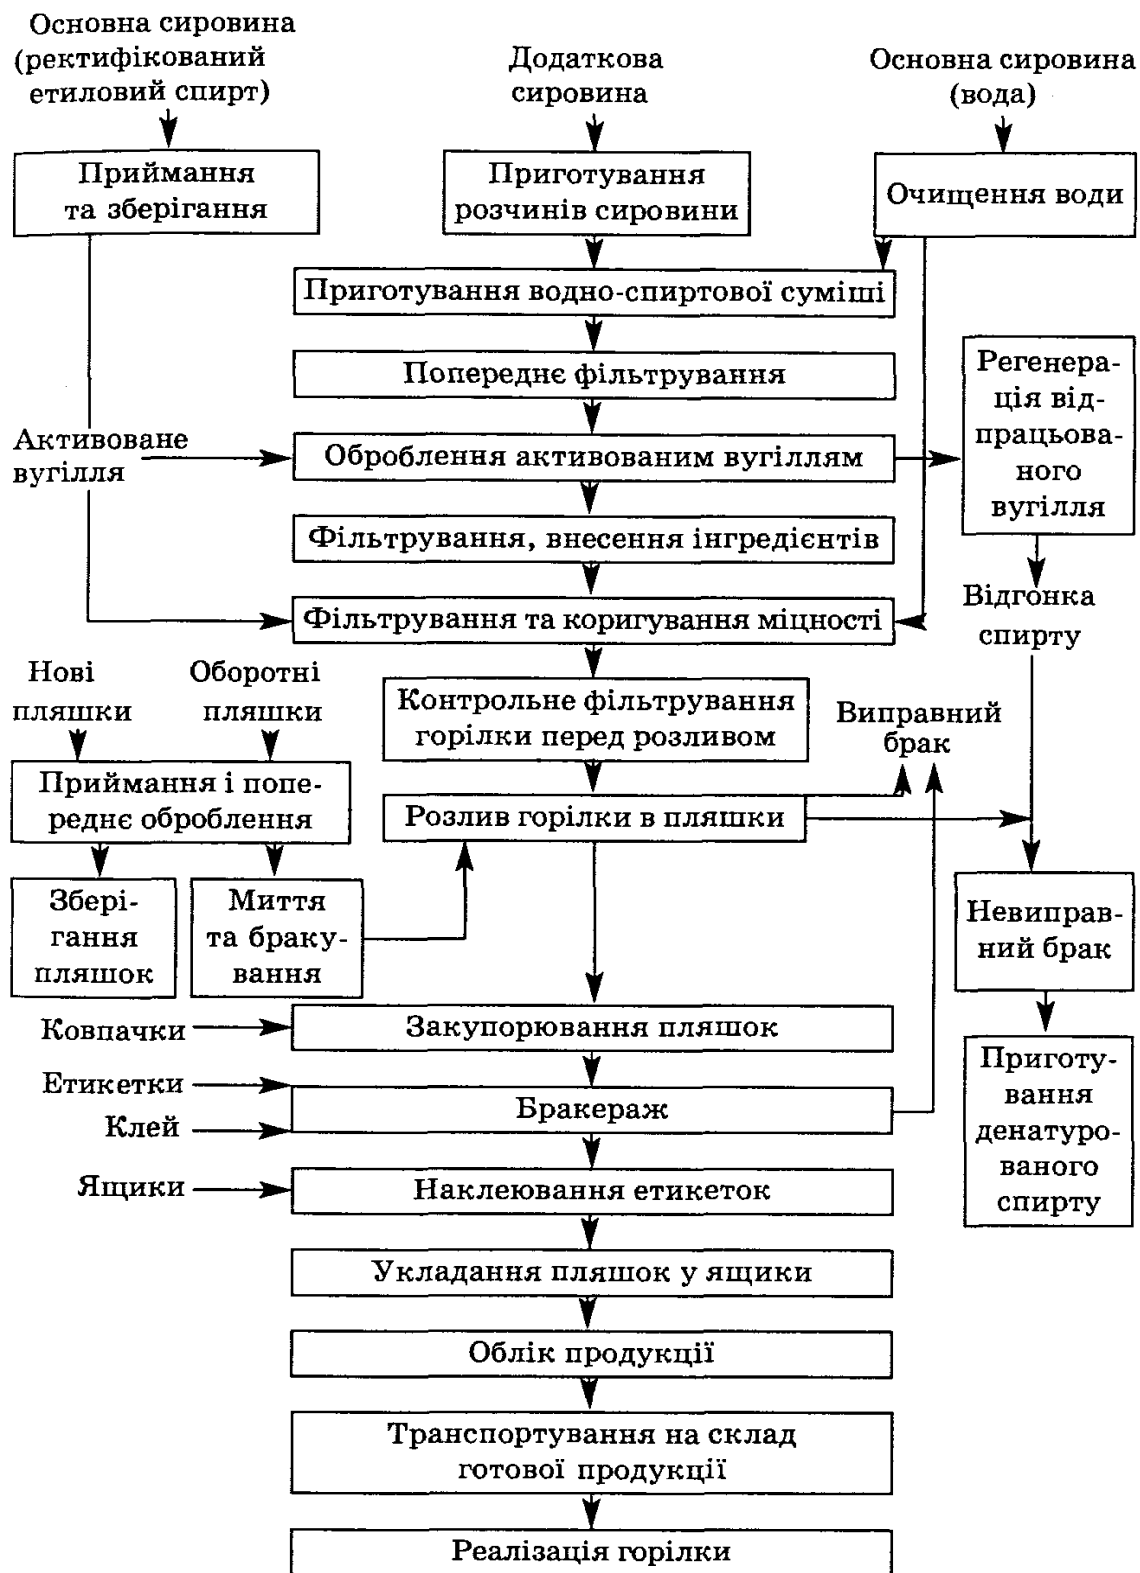 Основна сировина
(ректифікований
етиловий спирт)
Додаткова
сировина
Основна сировина
(вода)
Приймання
та зберігання
Приготування
розчинів сировини
Очищення води
Приготування водно-спиртової суміші
Попереднє фільтрування
Регенера-
ція від-
працьова-
ного
вугілля
Активоване
вугілля
Оброблення активованим вугіллям
Фільтрування, внесення інгредієнтів
Фільтрування та коригування міцності
Відгонка
спирту
Нові
пляшки
Оборотні
пляшки
Контрольне фільтрування
горілки перед розливом
Виправний
брак
Приймання і попе-
реднє оброблення
Розлив горілки в пляшки
Збері-
гання
пляшок
Миття
та браку-
вання
Невиправ-
ний брак
Ковпачки
Закупорювання пляшок
Етикетки
Клей
Бракераж
Приготу-
вання
денатуро-
ваного
спирту
Ящики
Наклеювання етикеток
Укладання пляшок у ящики
Облік продукції
Транспортування на склад
готової продукції
Реалізація горілки